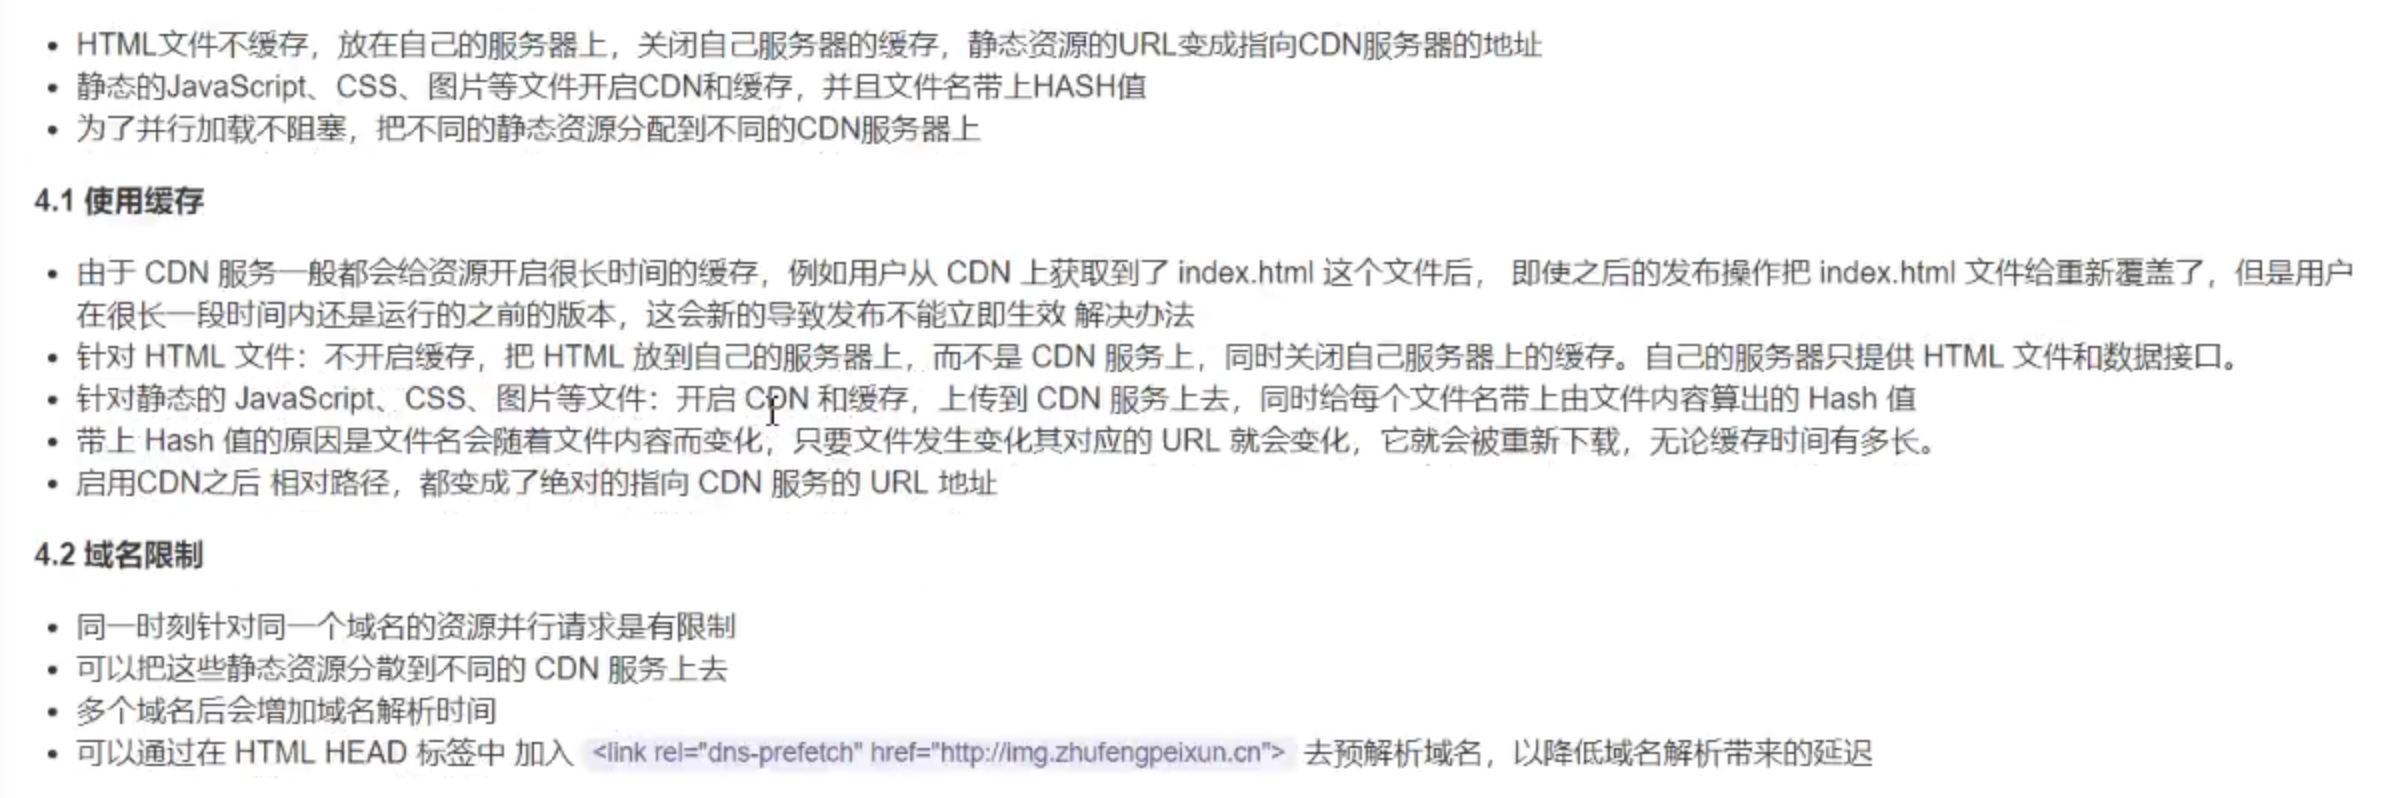 HTML文件不缓存，放在自己的服务器上，关闭自己服务器的缓存，静态资源的URL变成指向CDN服务器的地址
静态的JavaScript、CSS、图片等文件开启CDN和缓存，并且文件名带上HASH值
为了并行加载不阻塞，把不同的静态资源分配到不同的CDN服务器上
4.1 使用缓存
由于 CDN 服务一般都会给资源开启很长时间的缓存，例如用户从 CDN 上获取到了 index.html 这个文件后， 即使之后的发布操作把 index.html 文件给重新覆盖了，但是用户
在很长一段时间内还是运行的之前的版本，这会新的导致发布不能立即生效 解决办法
针对 HTML 文件：不开启缓存，把 HTML 放到自己的服务器上，而不是 CDN 服务上，同时关闭自己服务器上的缓存。自己的服务器只提供 HTML 文件和数据接口。
针对静态的 JavaScript、CSS、图片等文件：开启 CDN 和缓存，上传到 CDN 服务上去，同时给每个文件名带上由文件内容算出的 Hash 值
带上 Hash 值的原因是文件名会随着文件内容而变化，只要文件发生变化其对应的 URL 就会变化，它就会被重新下载，无论缓存时间有多长。
启用CDN之后 相对路径，都变成了绝对的指向 CDN 服务的 URL 地址
4.2 域名限制
同一时刻针对同一个域名的资源并行请求是有限制
可以把这些静态资源分散到不同的 CDN 服务上去
多个域名后会增加域名解析时间
可以通过在 HTML HEAD 标签中 加入 <link rel="dns-prefetch" href="http://img.zhufengpeixun.cn"> 去预解析域名，以降低域名解析带来的延迟